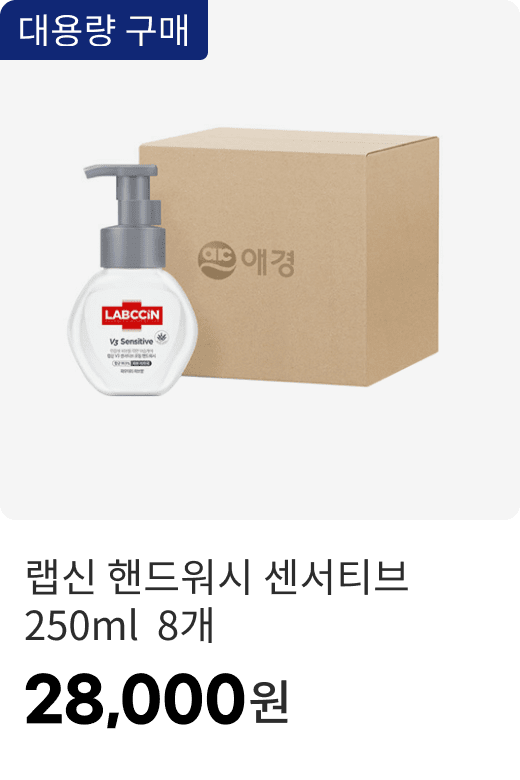 대용량 구매
애경
LABCCiN
V3 Sensitive
랩신 핸드워시 센서티브
250ml 8개
28,000원